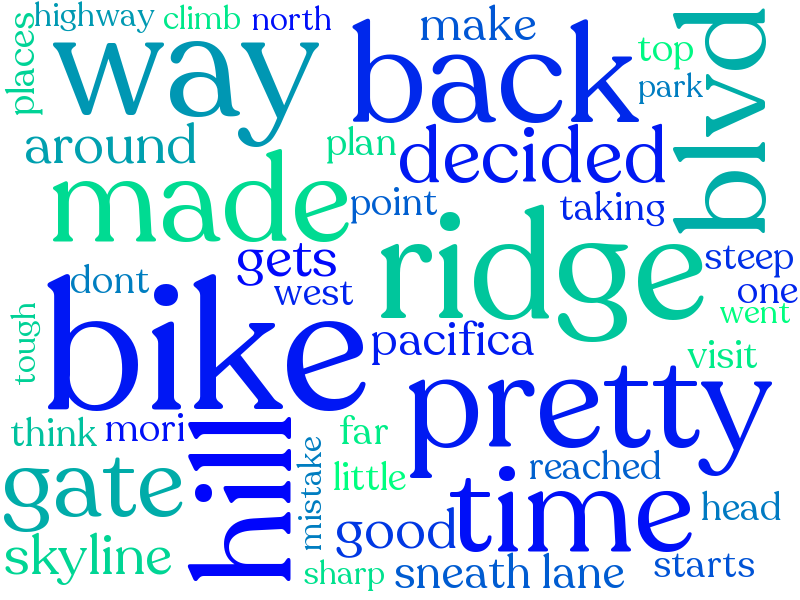 highway
climb
north
places
way
back
make
top
park
blvd
around
plan
decided
made
point
taking
ridge
gets
steep
dont
west
one
bike
went
tough
pacifica
visit
pretty
think
mori
hill
far
gate
mistake
little
reached
time
head
good
skyline
sharp
sneath lane
starts